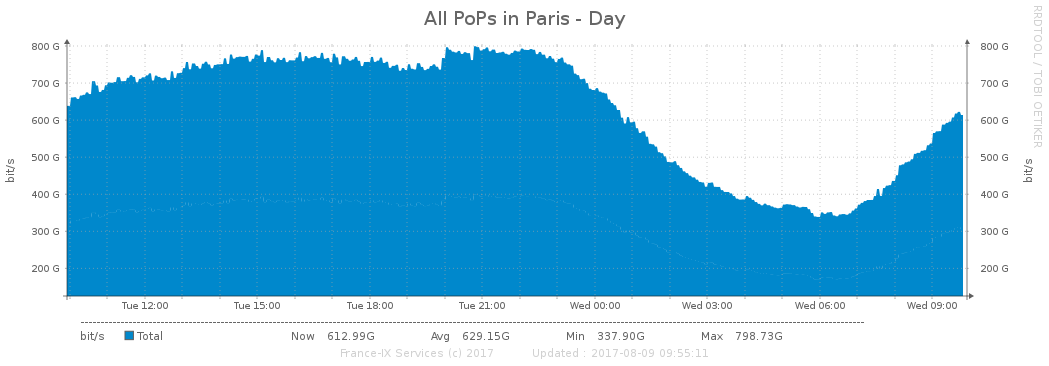 All PoPs in Paris - Day
RRDTOOL / TOBI OETIKER
bit/s
800 G 800 G
700 G 700 G
600 G 600 G
500 G 500 G
400 G 400 G
300 G 300 G
200 G 200 G
bit/s
Tue 12:00 Tue 15:00 Tue 18:00 Tue 21:00 Wed 00:00 Wed 03:00 Wed 06:00 Wed 09:00
bit/s Total Now 612.99G Avg 629.15G Min 337.90G Max 798.73G
France-IX Services (c) 2017 Updated : 2017-08-09 09:55:11